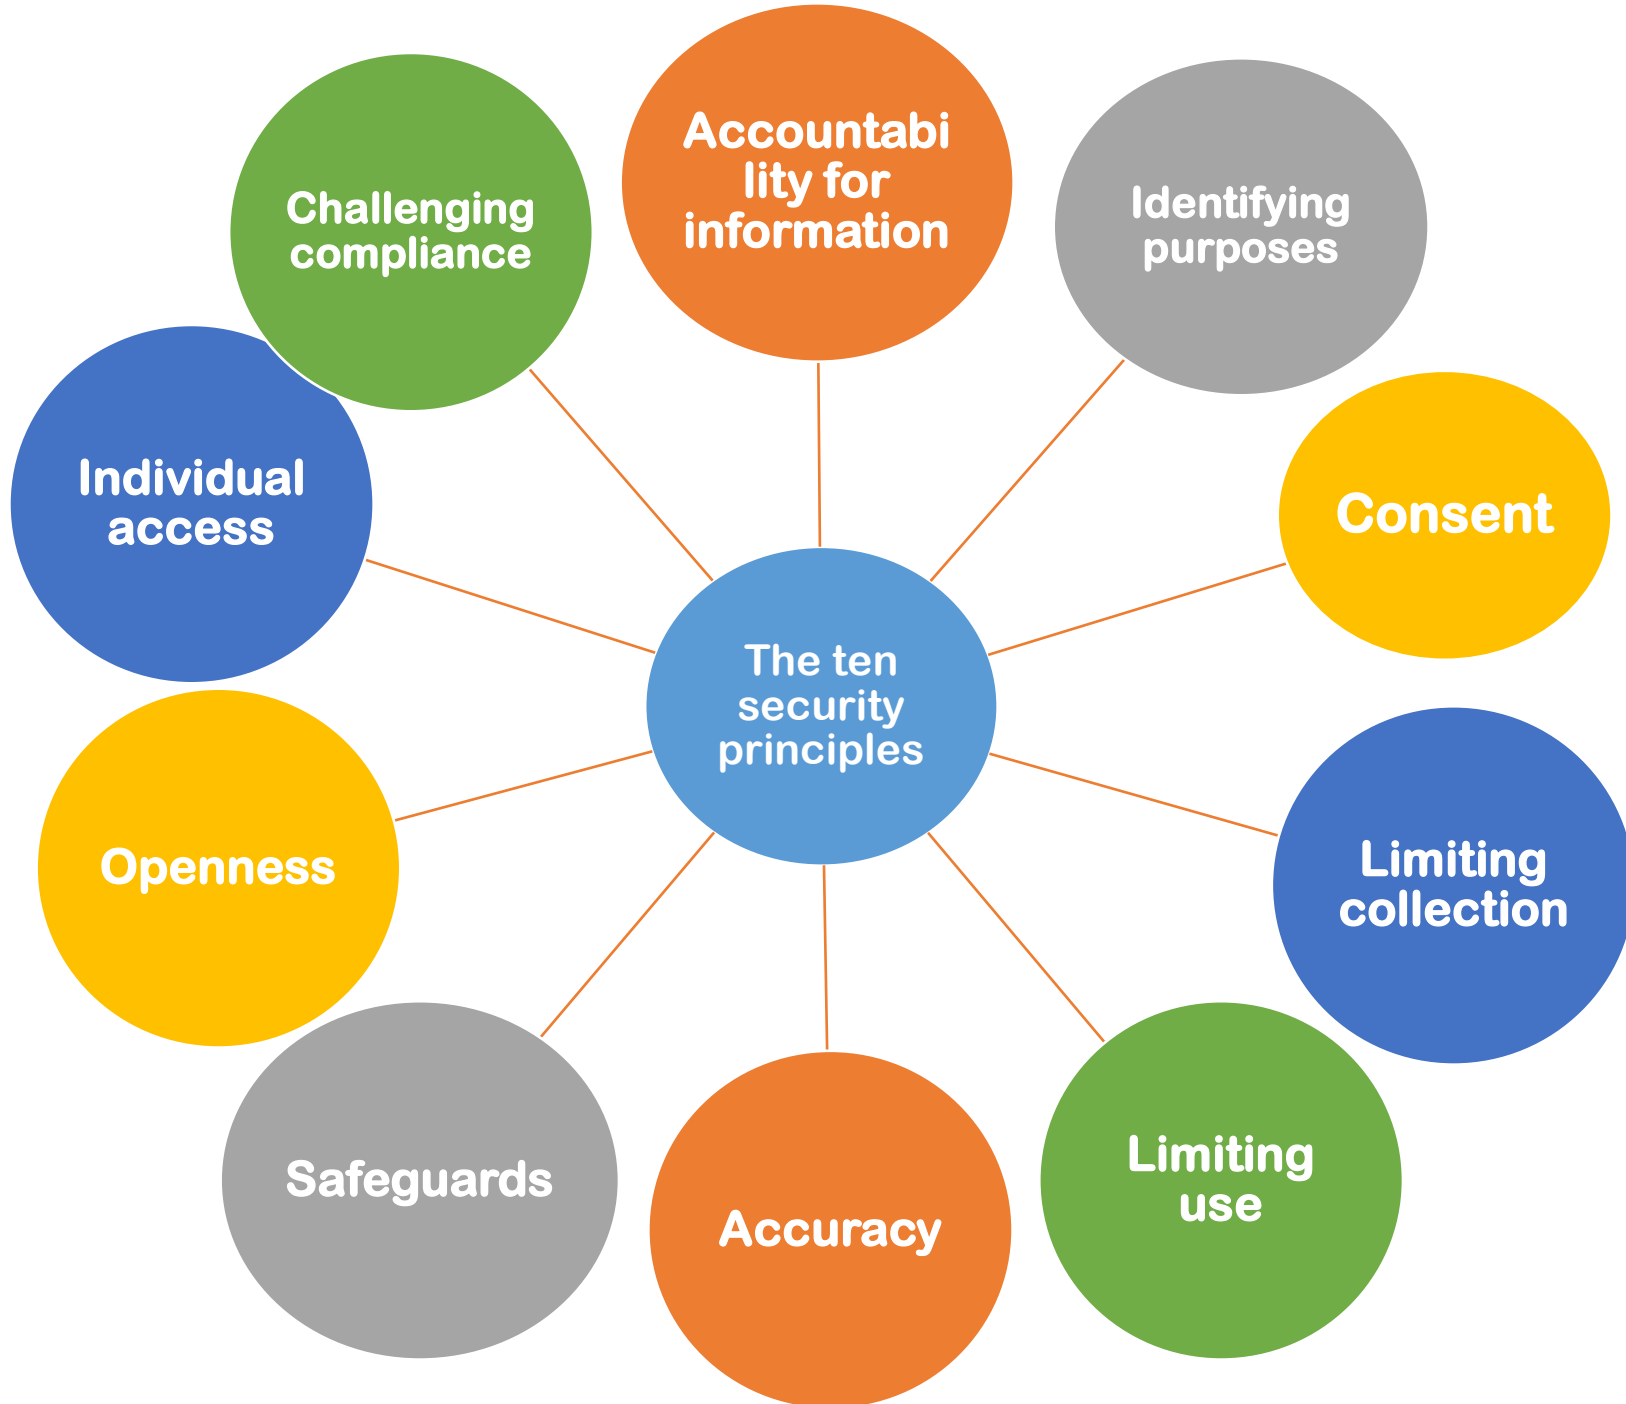 Accountabi
lity for
information
Identifying
purposes
Consent
Limiting
collection
Limiting
use
Accuracy
Safeguards
Openness
Individual
access
Challenging
compliance
The ten
security
principles